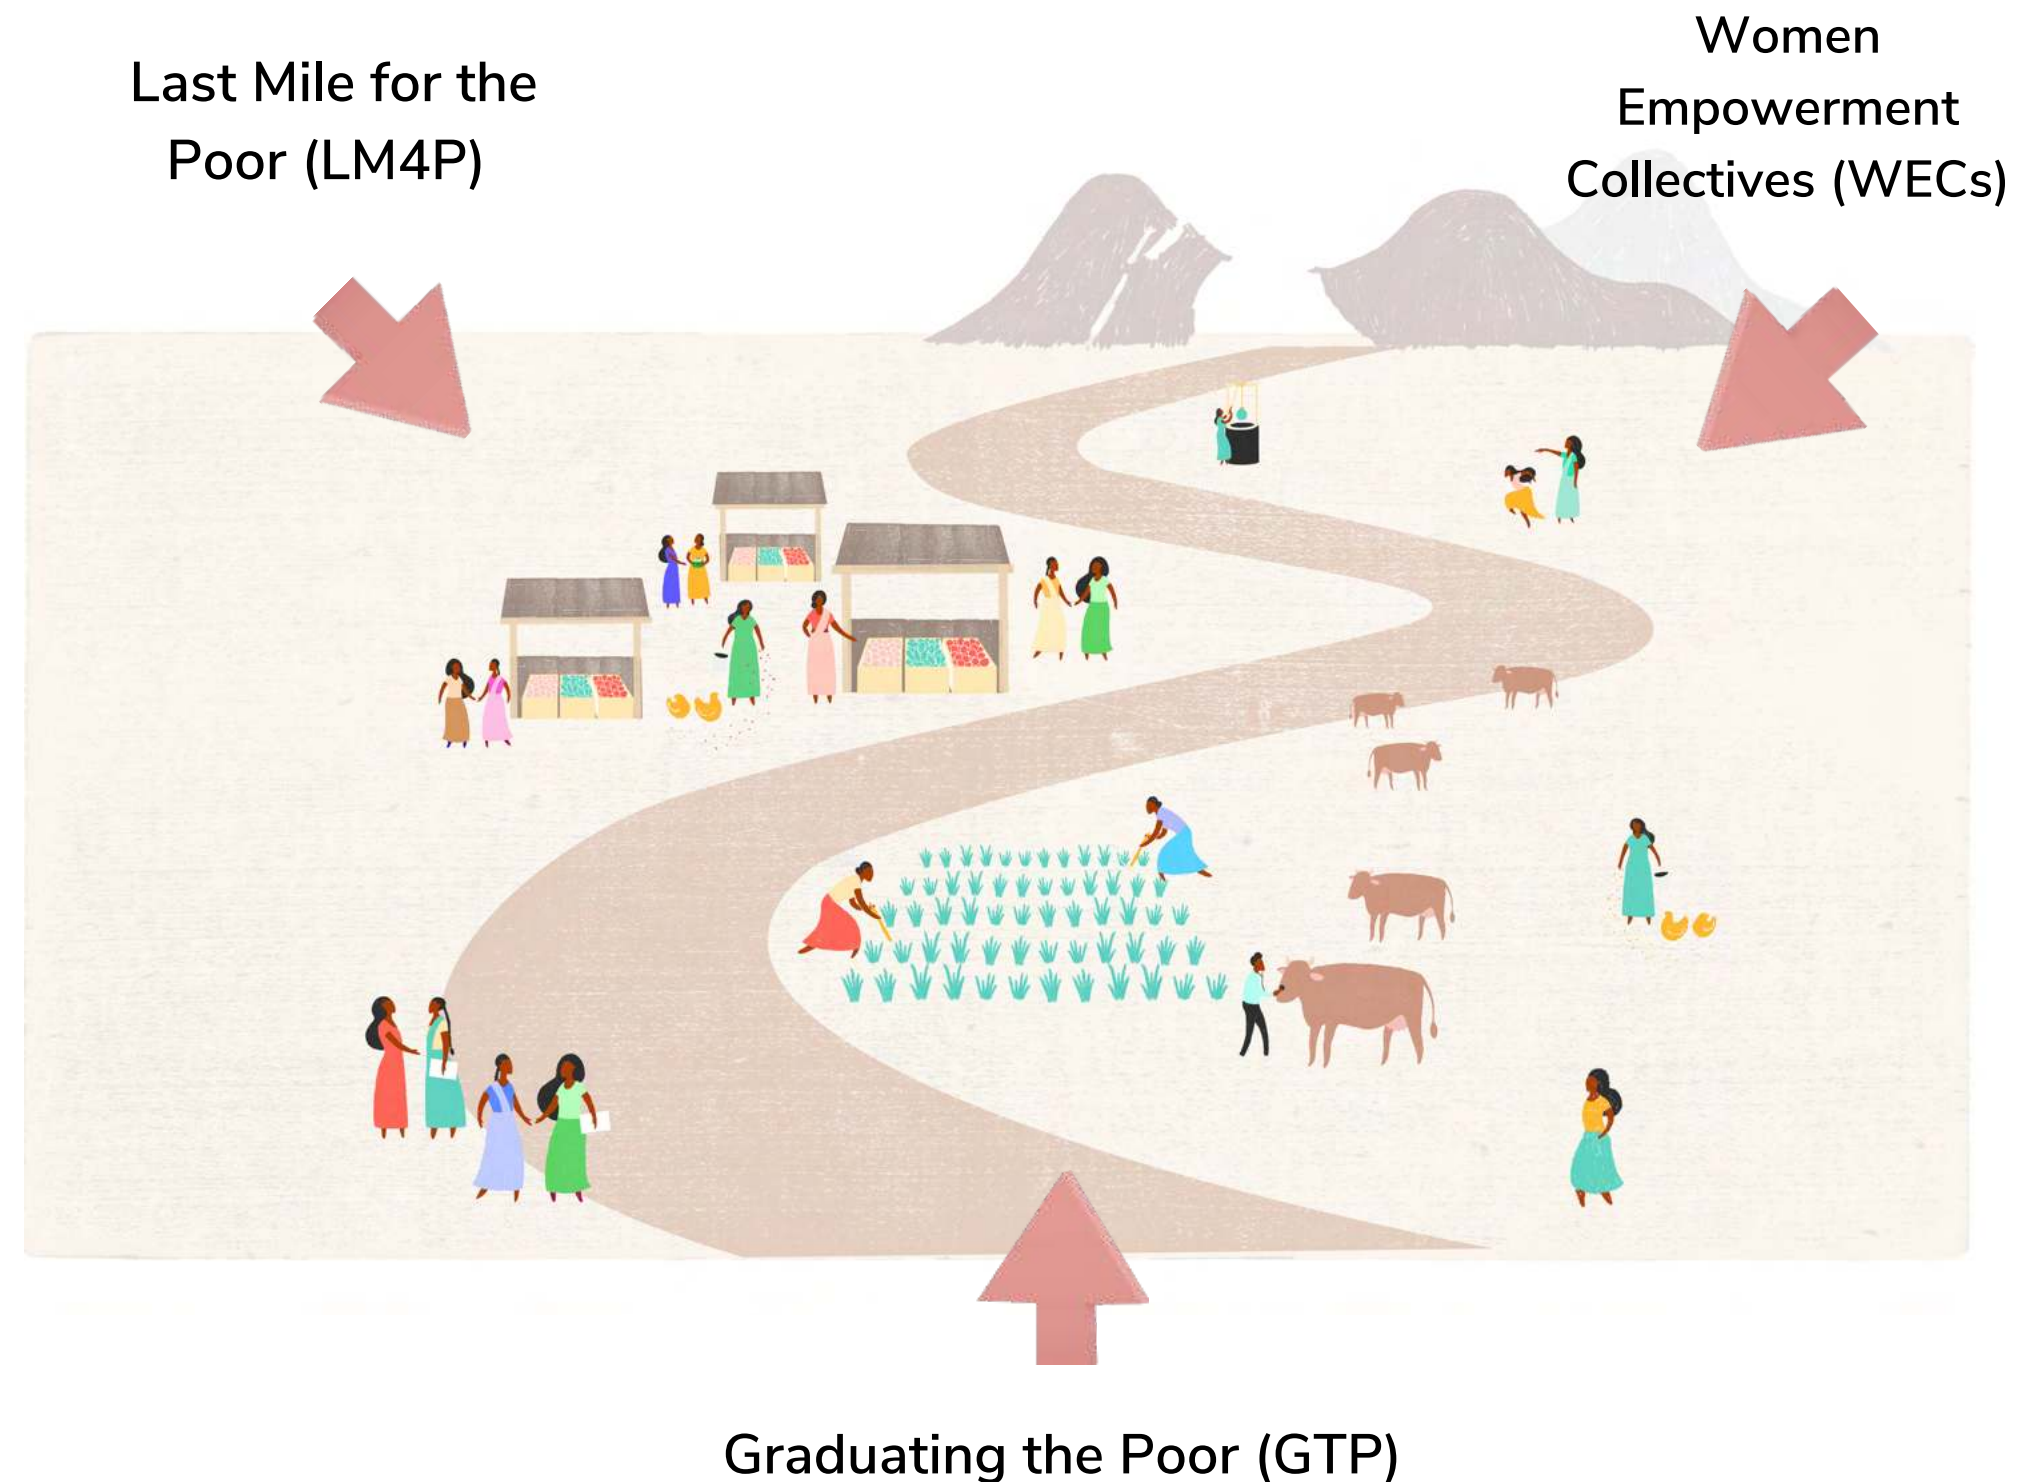 Last Mile for the
Poor (LM4P)
Women
Empowerment
Collectives (WECs)
Graduating the Poor (GTP)